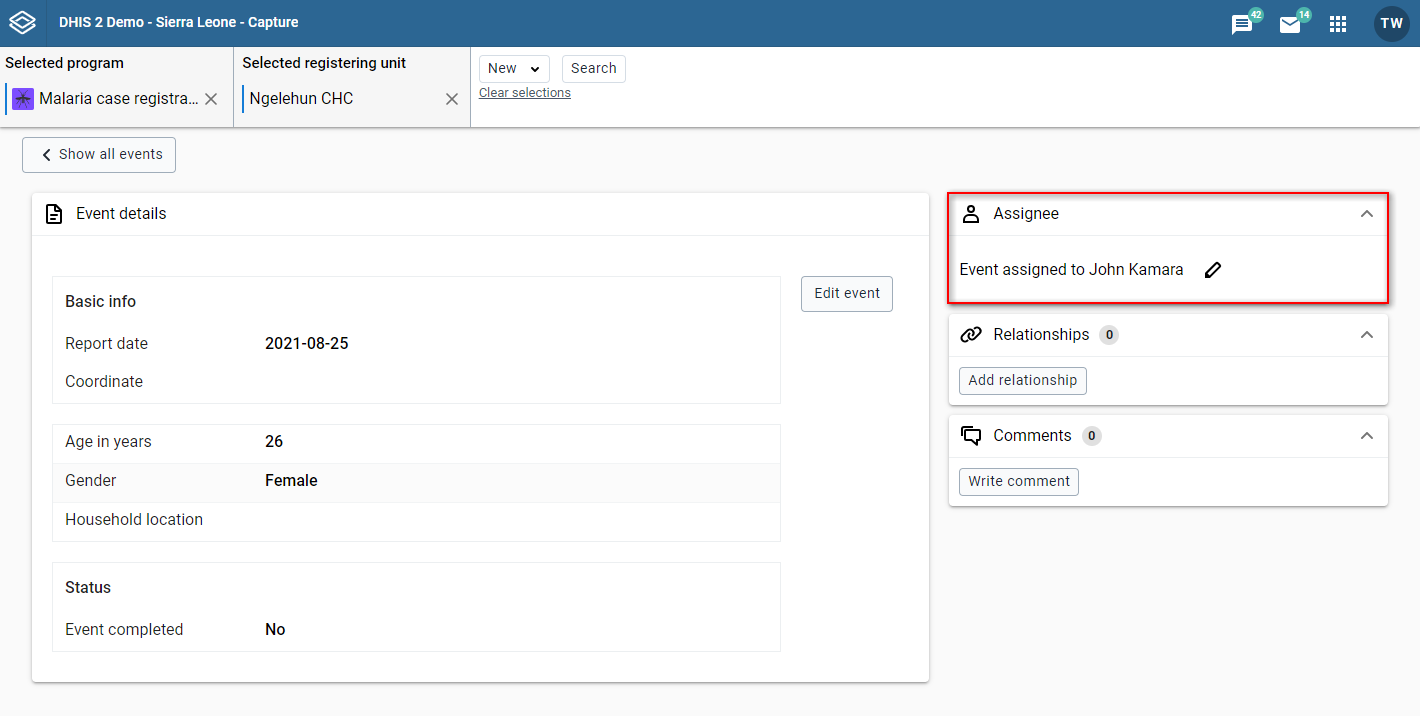 DHIS 2 Demo - Sierra Leone - Capture
42
14
TW
Selected program
Malaria case registra...
Selected registering unit
Ngelehun CHC
New
Search
Clear selections
Show all events
Event details
Basic info
Report date 2021-08-25
Coordinate
Age in years 26
Gender Female
Household location
Status
Event completed No
Edit event
Assignee
Event assigned to John Kamara
Relationships 0
Add relationship
Comments 0
Write comment